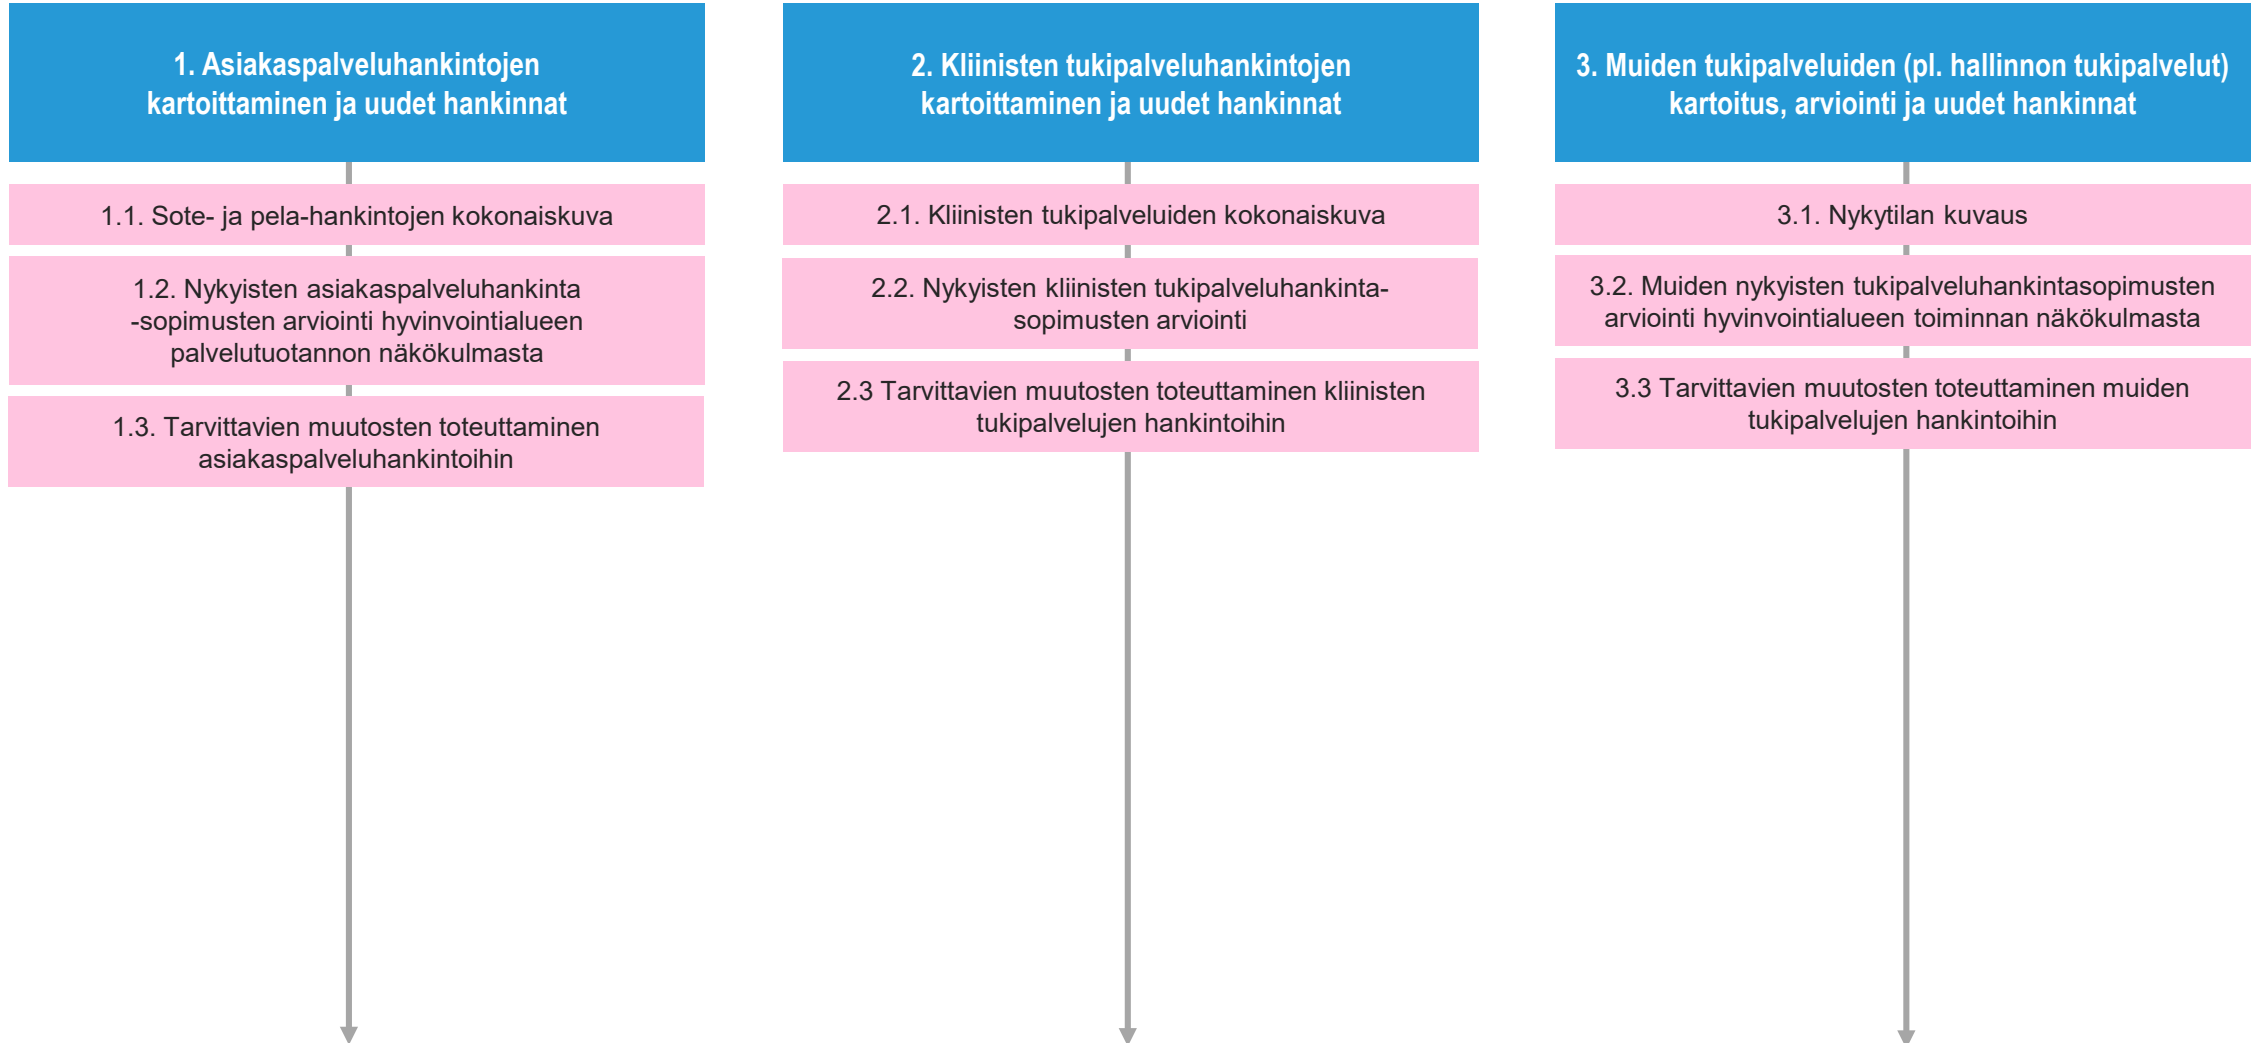 1. Asiakaspalveluhankintojen
kartoittaminen ja uudet hankinnat
1.1. Sote- ja pela-hankintojen kokonaiskuva
1.2. Nykyisten asiakaspalveluhankinta
-sopimusten arviointi hyvinvointialueen
palvelutuotannon näkökulmasta
1.3. Tarvittavien muutosten toteuttaminen
asiakaspalveluhankintoihin
2. Kliinisten tukipalveluhankintojen
kartoittaminen ja uudet hankinnat
2.1. Kliinisten tukipalveluiden kokonaiskuva
2.2. Nykyisten kliinisten tukipalveluhankinta-
sopimusten arviointi
2.3 Tarvittavien muutosten toteuttaminen kliinisten
tukipalvelujen hankintoihin
3. Muiden tukipalveluiden (pl. hallinnon tukipalvelut)
kartoitus, arviointi ja uudet hankinnat
3.1. Nykytilan kuvaus
3.2. Muiden nykyisten tukipalveluhankintasopimusten
arviointi hyvinvointialueen toiminnan näkökulmasta
3.3 Tarvittavien muutosten toteuttaminen muiden
tukipalvelujen hankintoihin